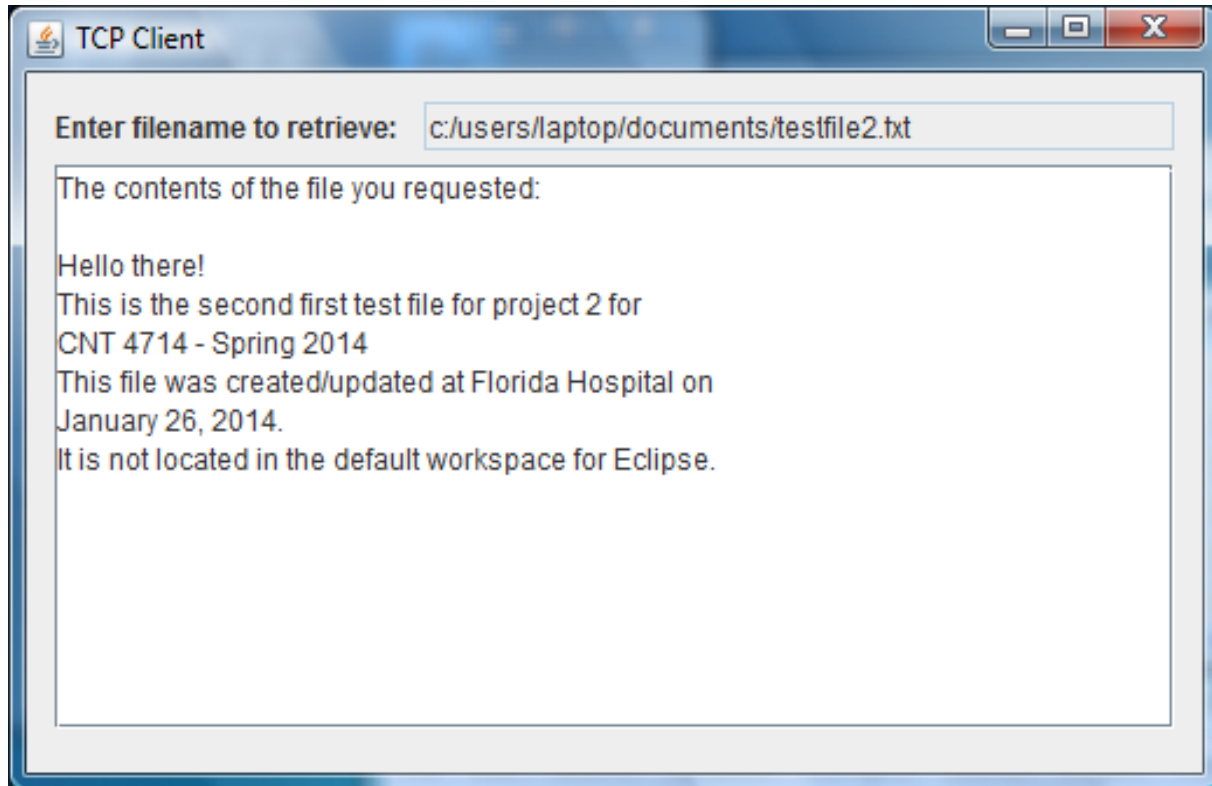 TCP Client
Enter filename to retrieve: c:/users/laptop/documents/testfile2.txt
The contents of the file you requested:
Hello there!
This is the second first test file for project 2 for
CNT 4714 - Spring 2014
This file was created/updated at Florida Hospital on
January 26, 2014.
It is not located in the default workspace for Eclipse.